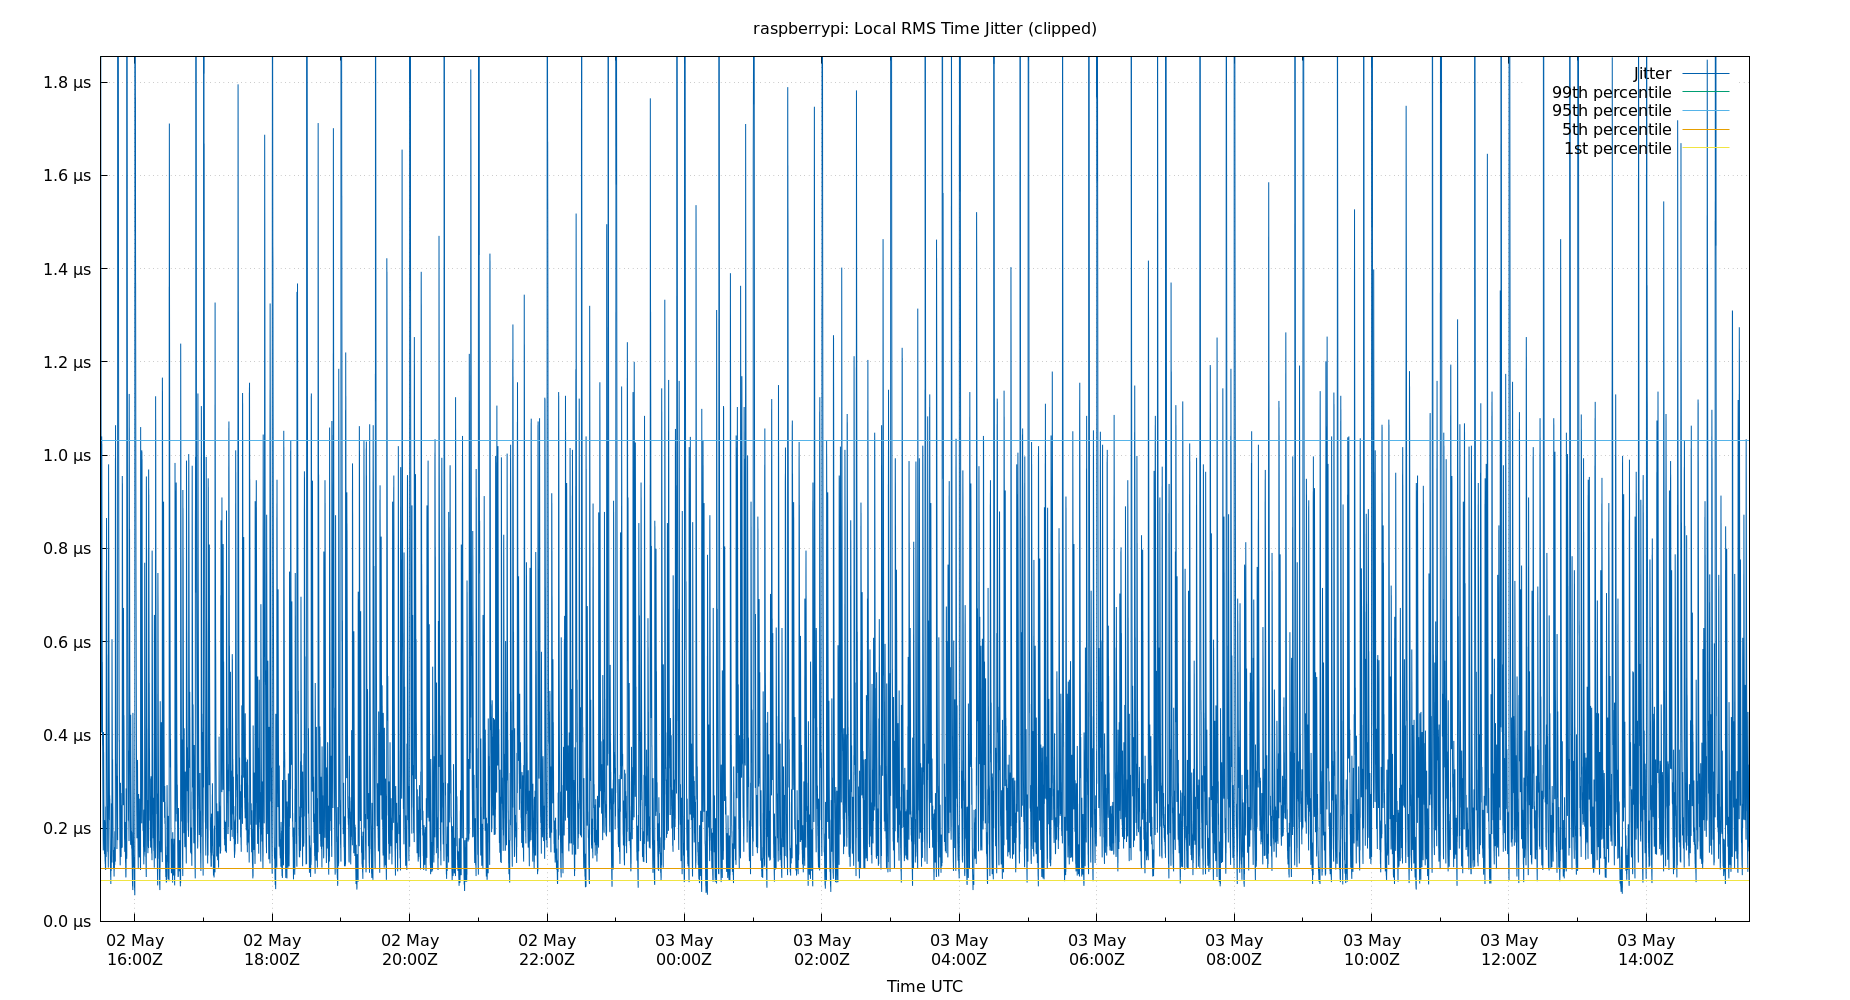 raspberrypi: Local RMS Time Jitter (clipped)
Jitter
99th percentile
95th percentile
5th percentile
1st percentile
1.8 µs
1.6 µs
1.4 µs
1.2 µs
1.0 µs
0.8 µs
0.6 µs
0.4 µs
0.2 µs
0.0 µs
02 May 02 May 02 May 02 May 03 May 03 May 03 May 03 May 03 May 03 May 03 May 03 May
16:00Z 18:00Z 20:00Z 22:00Z 00:00Z 02:00Z 04:00Z 06:00Z 08:00Z 10:00Z 12:00Z 14:00Z
Time UTC